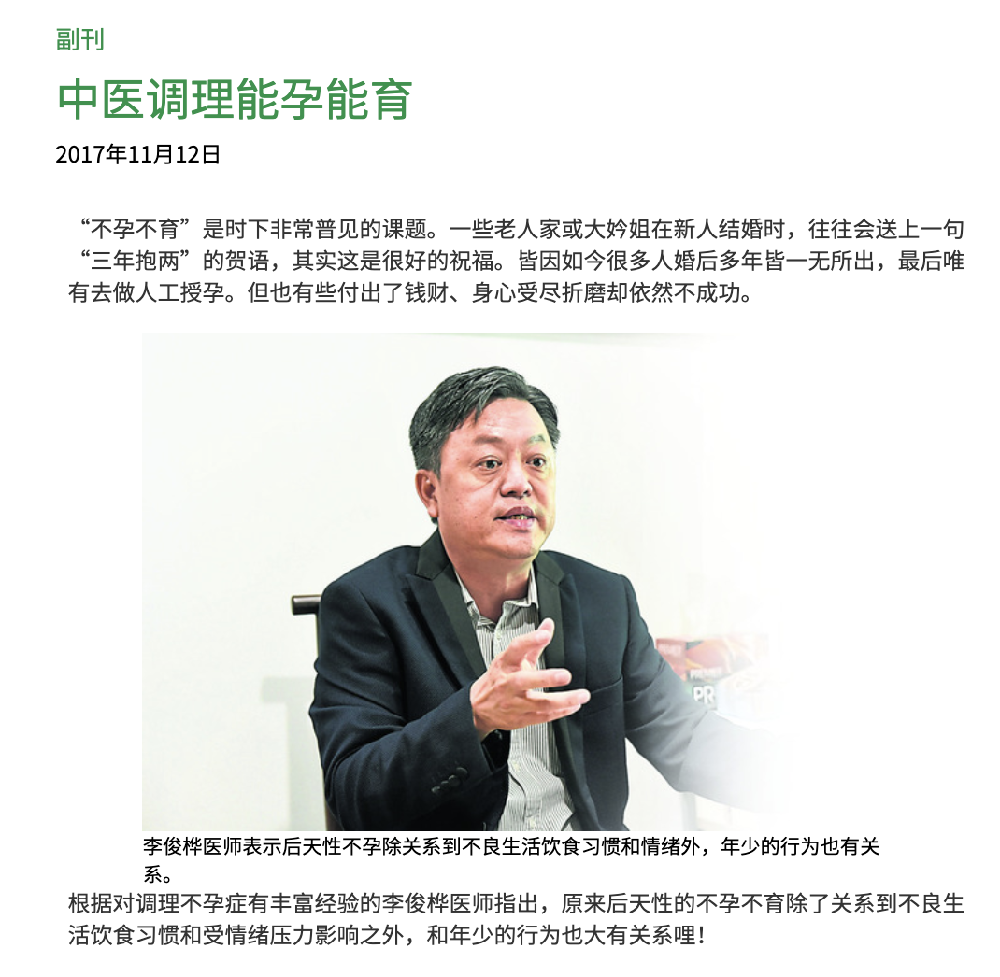 副刊
中医调理能孕能育
2017年11月12日
“不孕不育”是时下非常普见的课题。一些老人家或大妗姐在新人结婚时，往往会送上一句
“三年抱两”的贺语，其实这是很好的祝福。皆因如今很多人婚后多年皆一无所出，最后唯
有去做人工授孕。但也有些付出了钱财、身心受尽折磨却依然不成功。
PREMIER
PR
李俊桦医师表示后天性不孕除关系到不良生活饮食习惯和情绪外，年少的行为也有关
系。
根据对调理不孕症有丰富经验的李俊桦医师指出，原来后天性的不孕不育除了关系到不良生
活饮食习惯和受情绪压力影响之外，和年少的行为也大有关系哩！